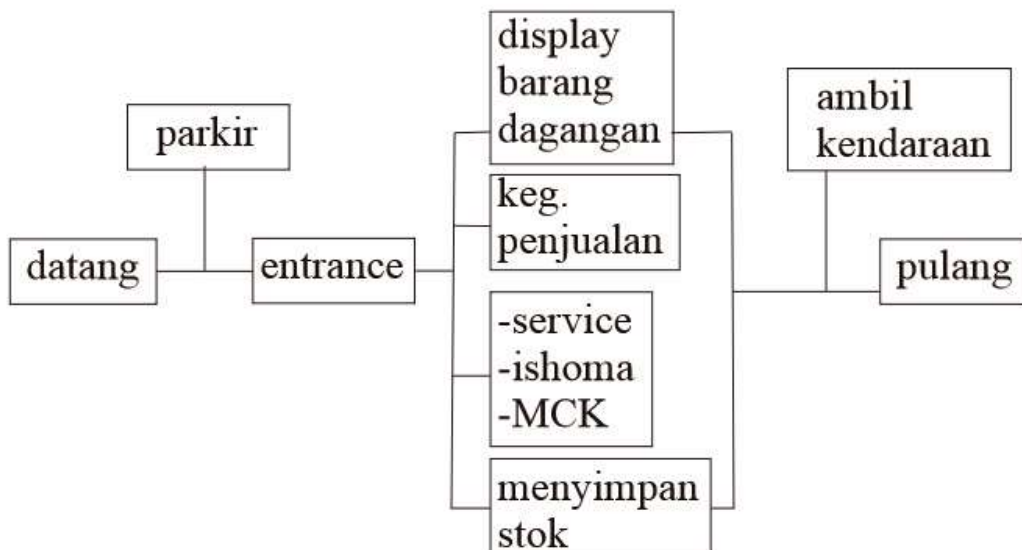 datang
parkir
entrance
display
barang
dagangan
keg.
penjualan
-service
-ishoma
-MCK
menyimpan
stok
ambil
kendaraan
pulang